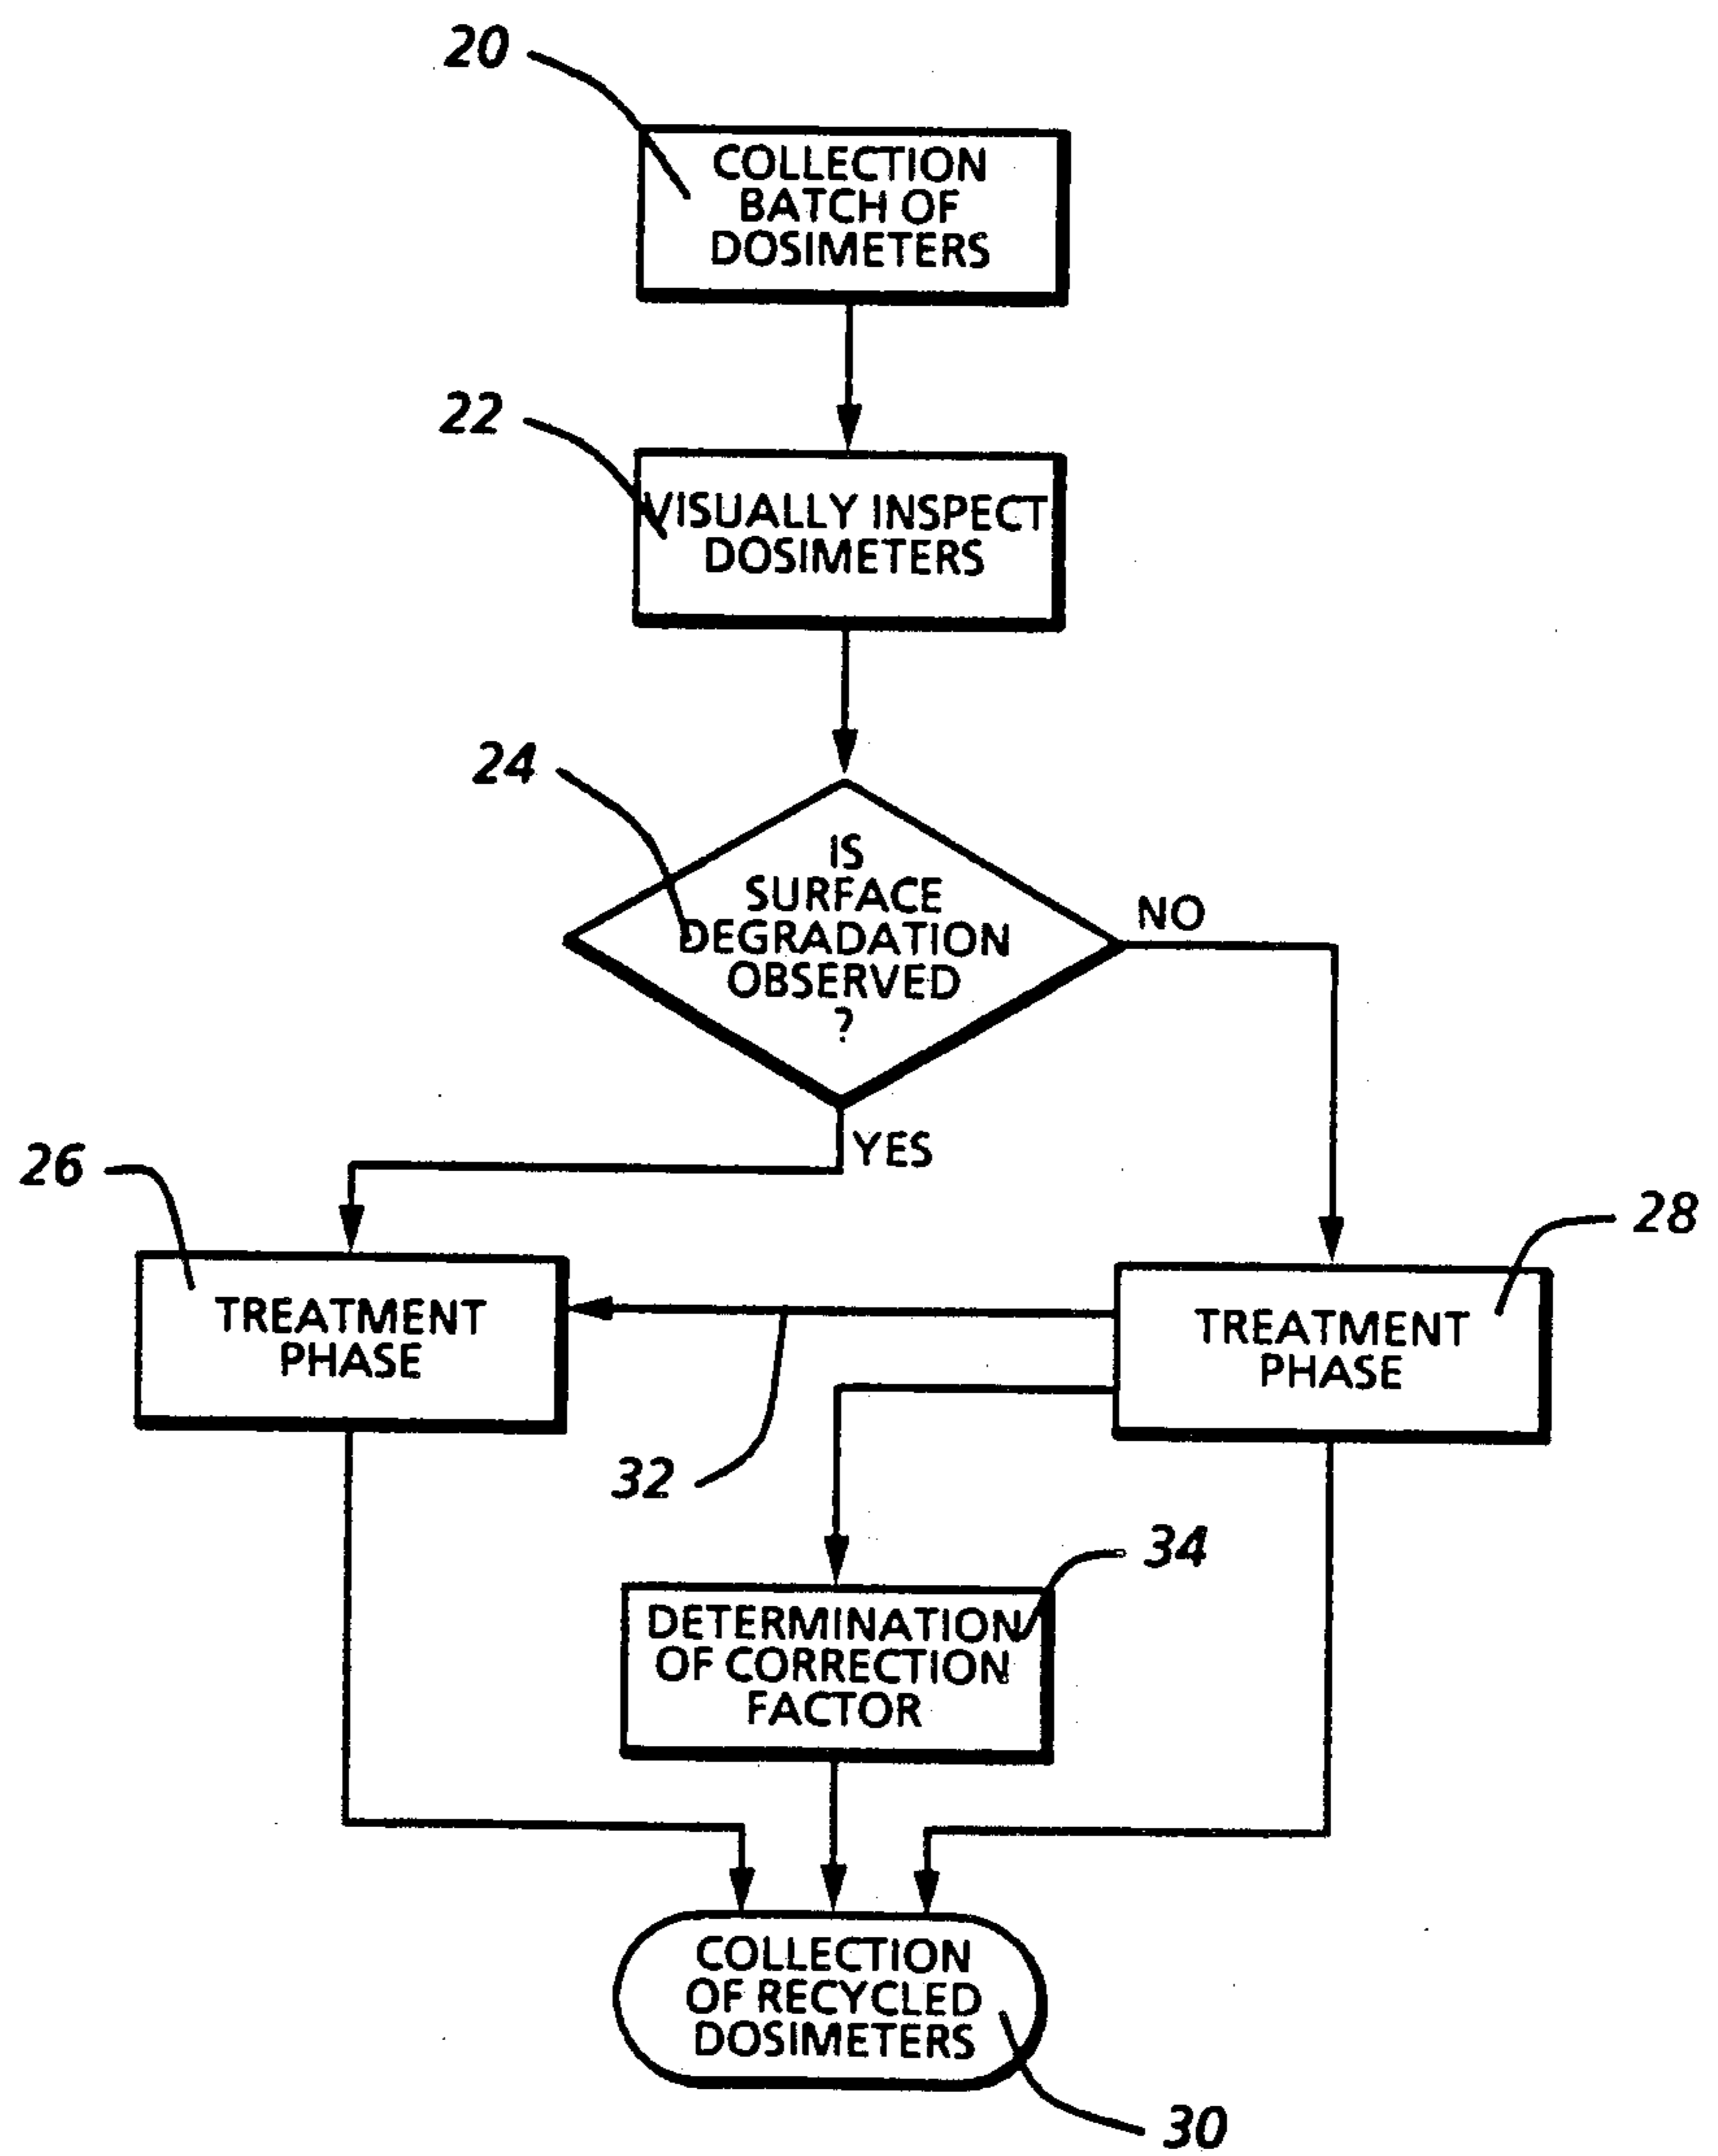 20
COLLECTION
BATCH OF
DOSIMETERS
22
VISUALLY INSPECT
DOSIMETERS
24
IS
SURFACE
DEGRADATION
OBSERVED
?
NO
YES
26
TREATMENT
PHASE
28
TREATMENT
PHASE
32
34
DETERMINATION
OF CORRECTION
FACTOR
COLLECTION
OF RECYCLED
DOSIMETERS
30